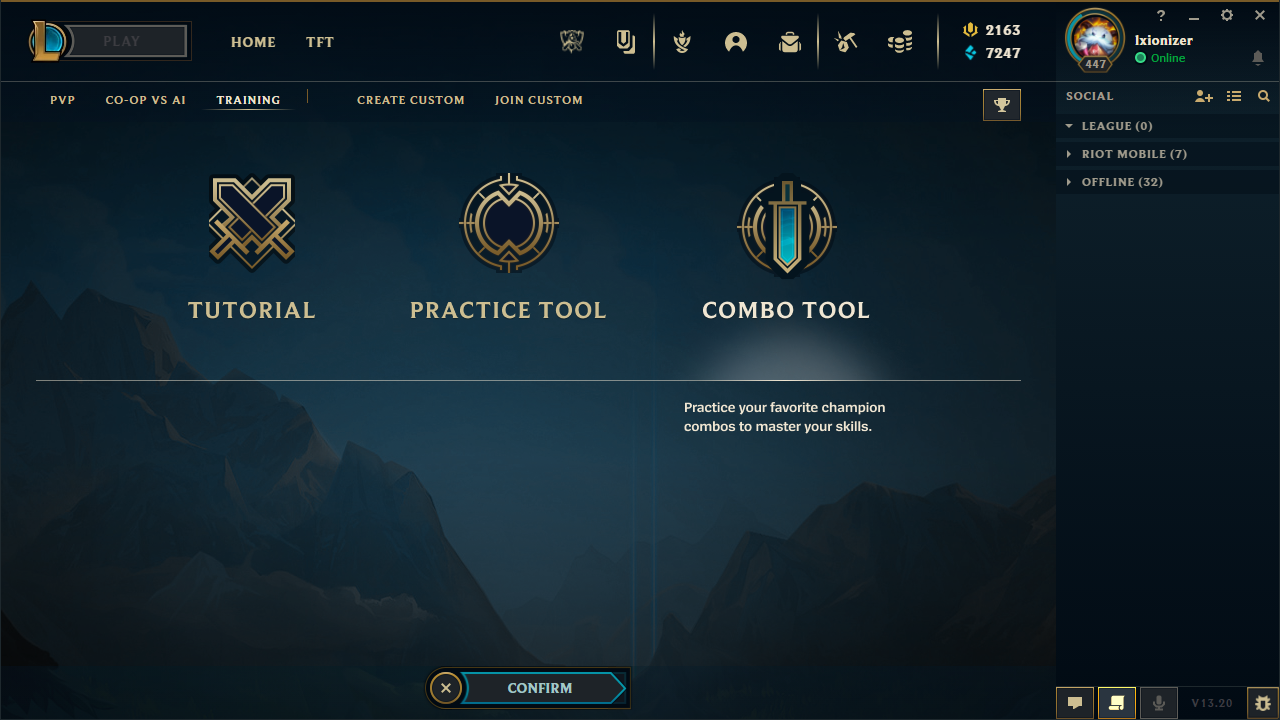 PLAY
HOME
TFT
2163
7247
?
Ixionizer
Online
447
PVP
CO-OP VS AI
TRAINING
CREATE CUSTOM
JOIN CUSTOM
SOCIAL
LEAGUE (0)
RIOT MOBILE (7)
OFFLINE (32)
TUTORIAL
PRACTICE TOOL
COMBO TOOL
Practice your favorite champion
combos to master your skills.
CONFIRM
V13.20